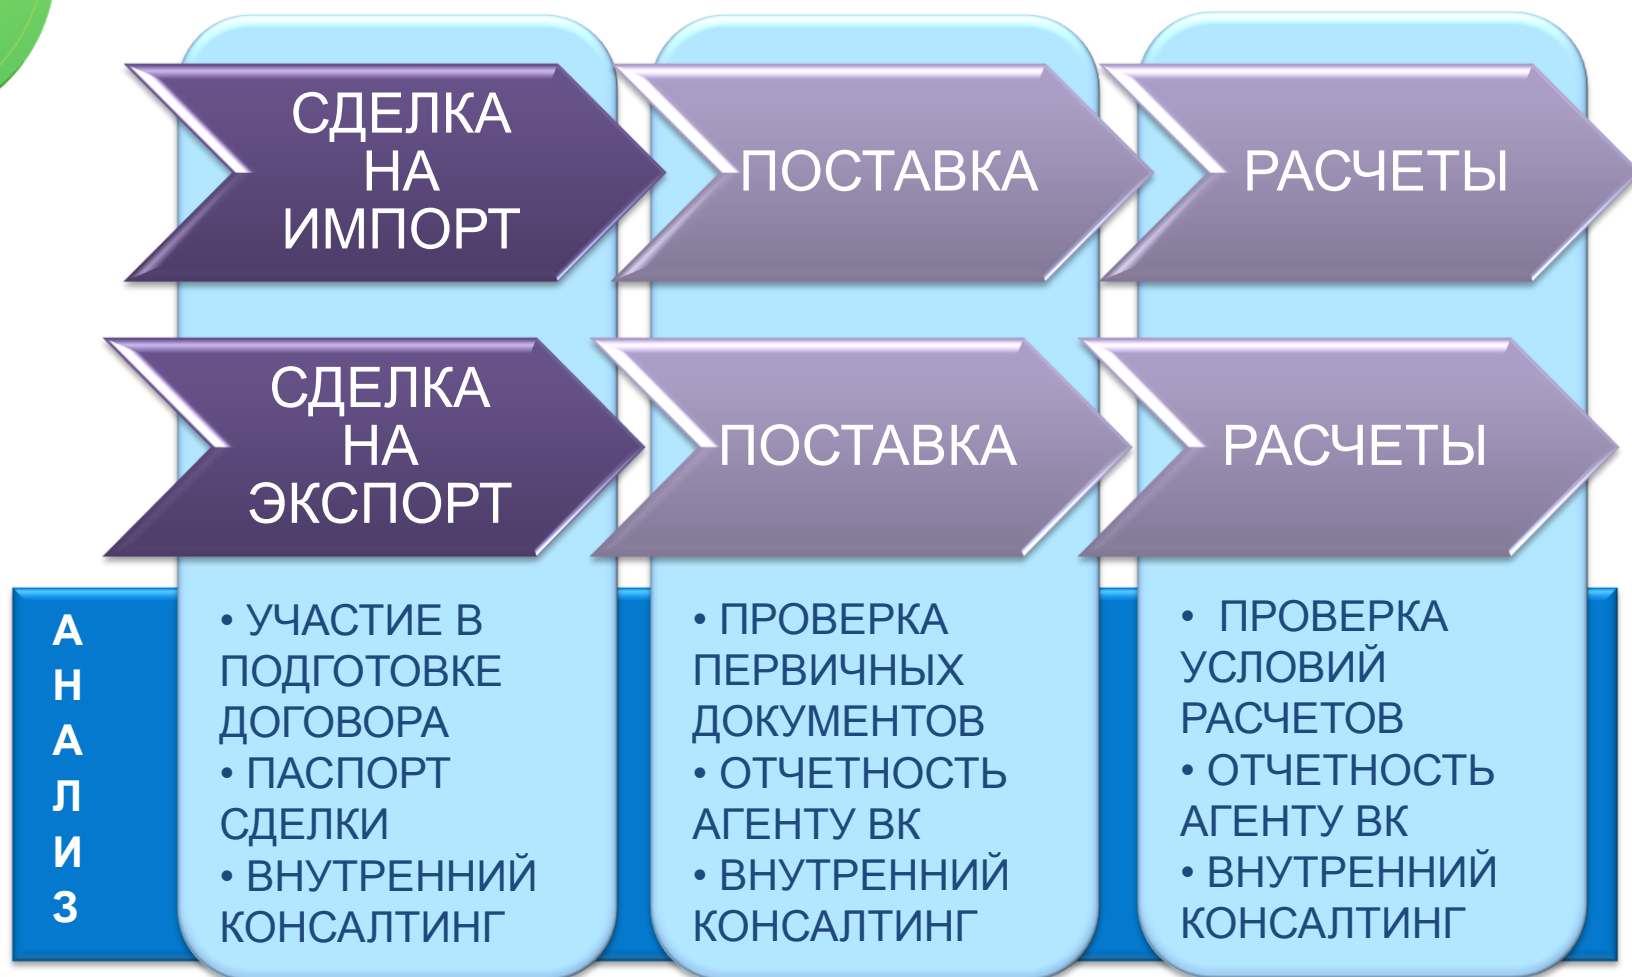 СДЕЛКА
НА
ИМПОРТ
ПОСТАВКА
РАСЧЕТЫ
СДЕЛКА
НА
ЭКСПОРТ
ПОСТАВКА
РАСЧЕТЫ
АНАЛИЗ
• УЧАСТИЕ В
ПОДГОТОВКЕ
ДОГОВОРА
• ПАСПОРТ
СДЕЛКИ
• ВНУТРЕННИЙ
КОНСАЛТИНГ
• ПРОВЕРКА
ПЕРВИЧНЫХ
ДОКУМЕНТОВ
• ОТЧЕТНОСТЬ
АГЕНТУ ВК
• ВНУТРЕННИЙ
КОНСАЛТИНГ
• ПРОВЕРКА
УСЛОВИЙ
РАСЧЕТОВ
• ОТЧЕТНОСТЬ
АГЕНТУ ВК
• ВНУТРЕННИЙ
КОНСАЛТИНГ